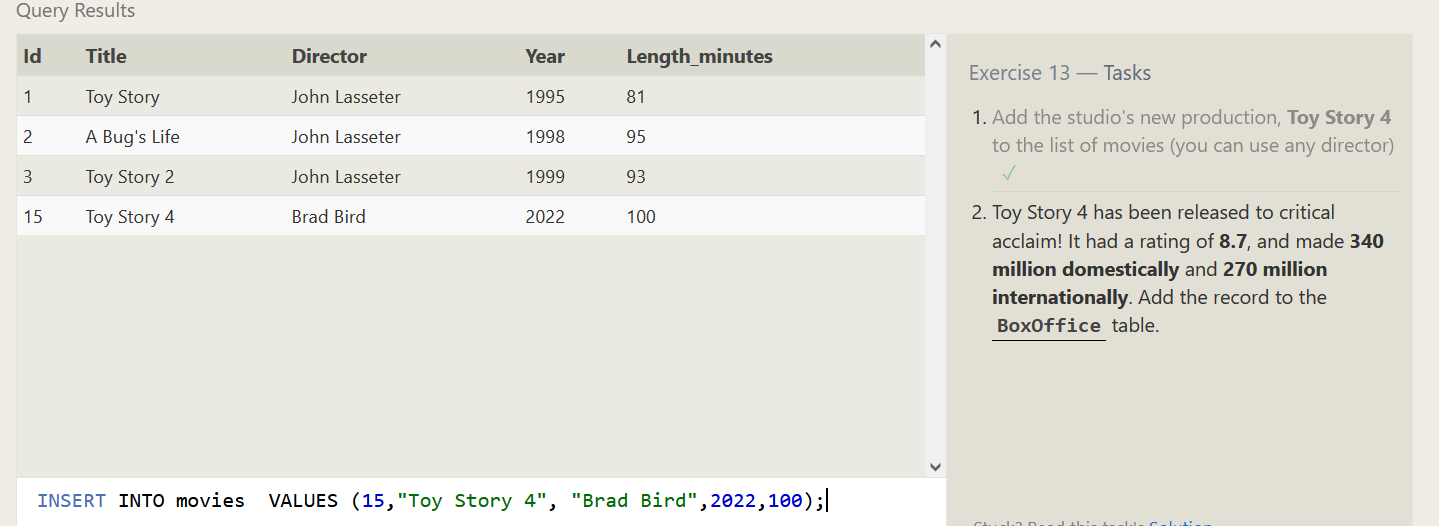 Query Results
Id Title Director Year Length_minutes
1 Toy Story John Lasseter 1995 81
2 A Bug's Life John Lasseter 1998 95
3 Toy Story 2 John Lasseter 1999 93
15 Toy Story 4 Brad Bird 2022 100
INSERT INTO movies  VALUES (15,"Toy Story 4", "Brad Bird",2022,100);
Exercise 13 — Tasks
1. Add the studio's new production, Toy Story 4
to the list of movies (you can use any director)
✓
2. Toy Story 4 has been released to critical
acclaim! It had a rating of 8.7, and made 340
million domestically and 270 million
internationally. Add the record to the
BoxOffice table.
Stuck? Read this task's Solution